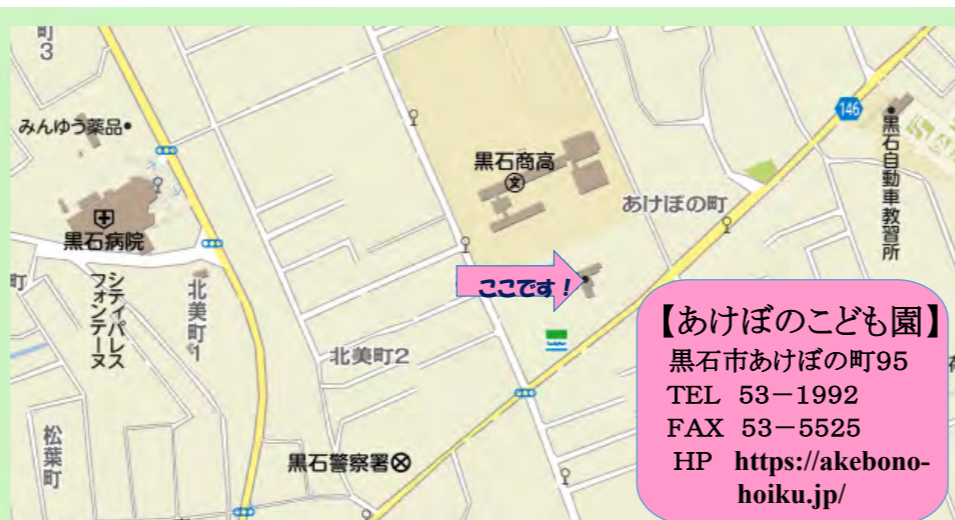 町
3
みんゆう薬品
黒石病院
町
シティパレス
フォンテーヌ
北美町1
松葉町
北美町2
黒石警察署
黒石商高
文
あけぼの町
146
黒石自動車教習所
ここです！
【あけぼのこども園】
黒石市あけぼの町95
TEL 53－1992
FAX 53－5525
HP https://akebono-
hoiku.jp/